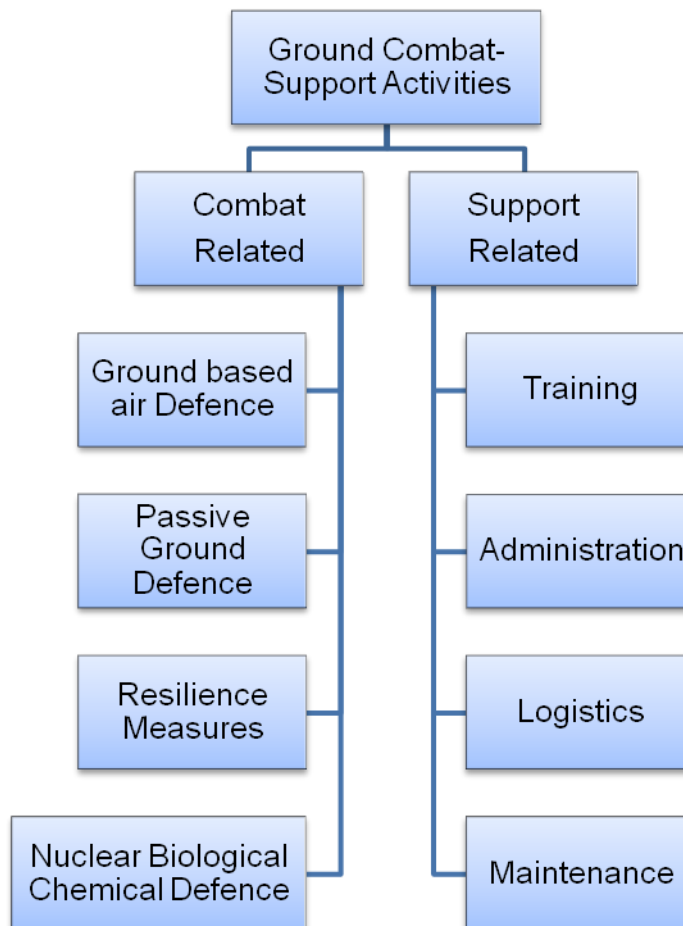 Ground Combat-
Support Activities
Combat
Related
Support
Related
Ground based
air Defence
Passive
Ground
Defence
Resilience
Measures
Nuclear Biological
Chemical Defence
Training
Administration
Logistics
Maintenance